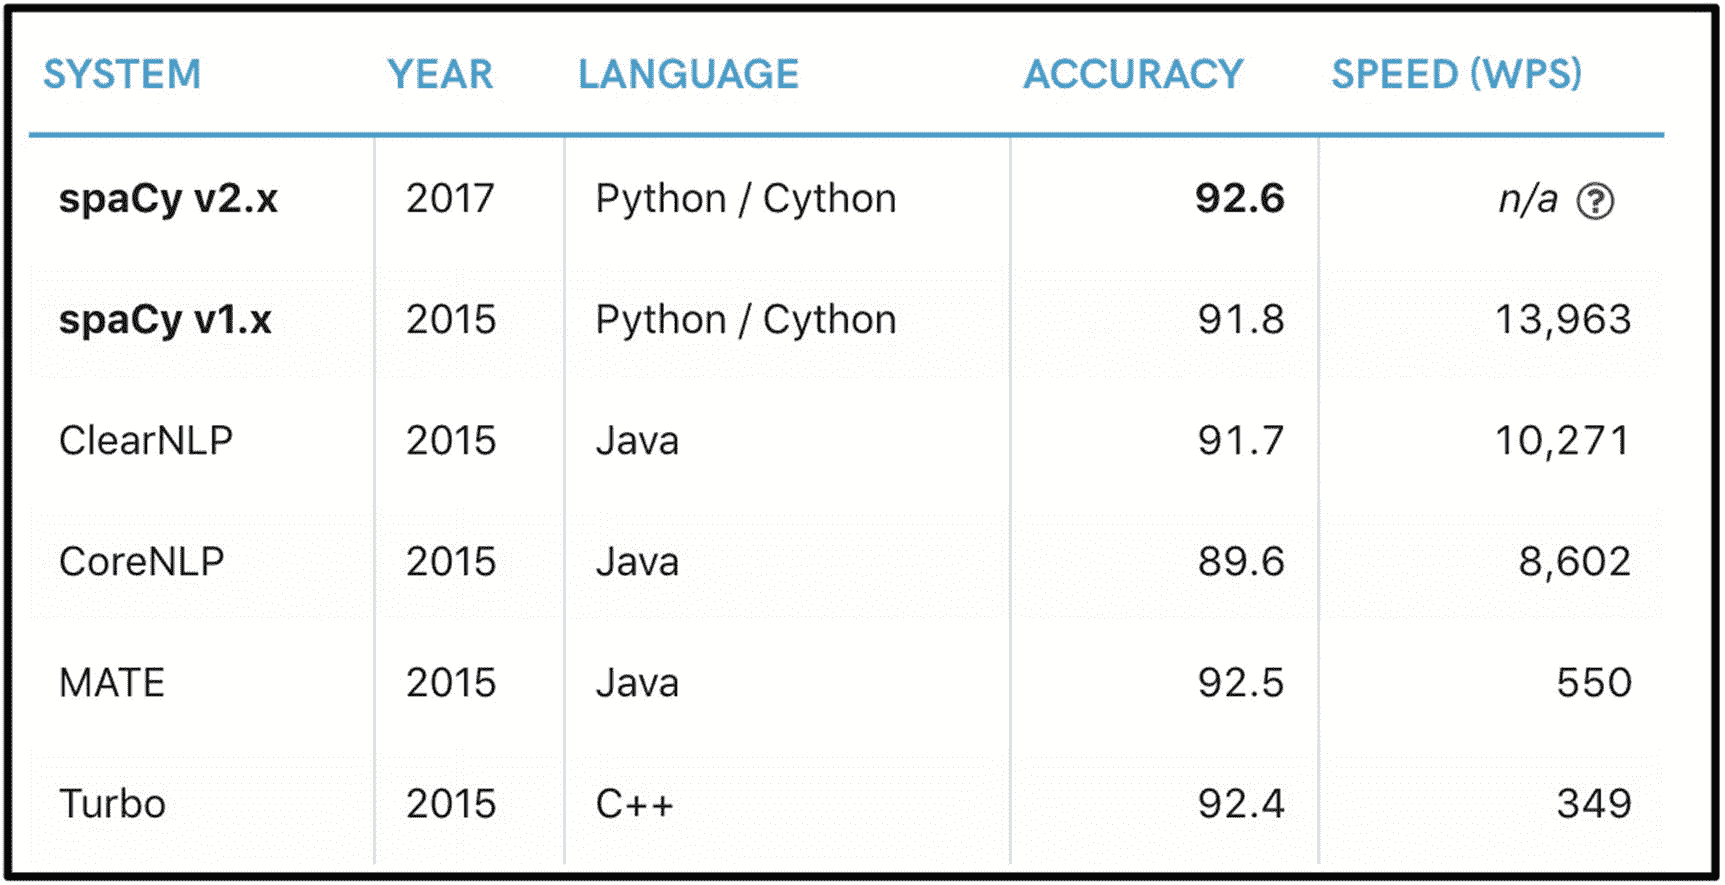 SYSTEM YEAR LANGUAGE ACCURACY SPEED (WPS)
spaCy v2.x 2017 Python / Cython 92.6 n/a ?
spaCy v1.x 2015 Python / Cython 91.8 13,963
ClearNLP 2015 Java 91.7 10,271
CoreNLP 2015 Java 89.6 8,602
MATE 2015 Java 92.5 550
Turbo 2015 C++ 92.4 349